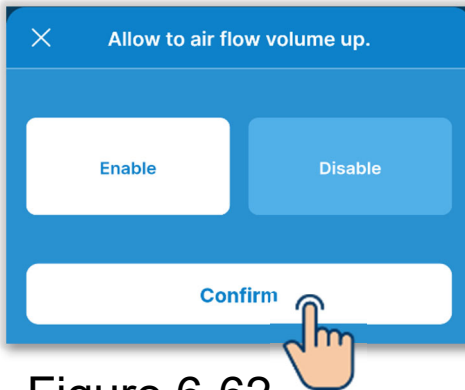 Allow to air flow volume up.
Enable
Disable
Confirm
Figure 6-62